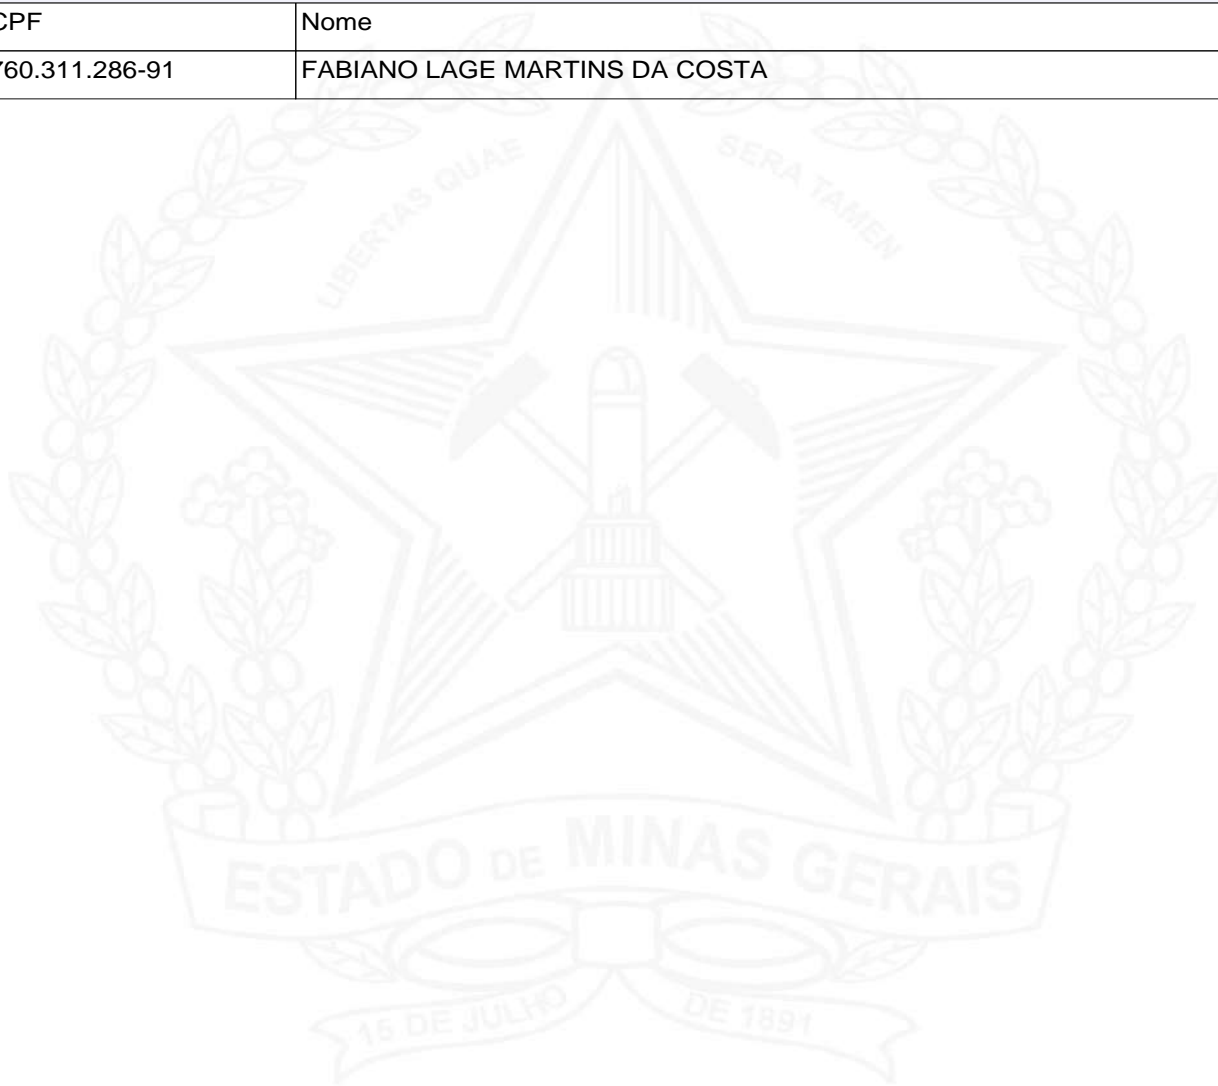 CPF Nome
760.311.286-91 FABIANO LAGE MARTINS DA COSTA
LIBERTAS QUAE SERA TAMEN
ESTADO DE MINAS GERAIS
15 DE JULHO DE 1891